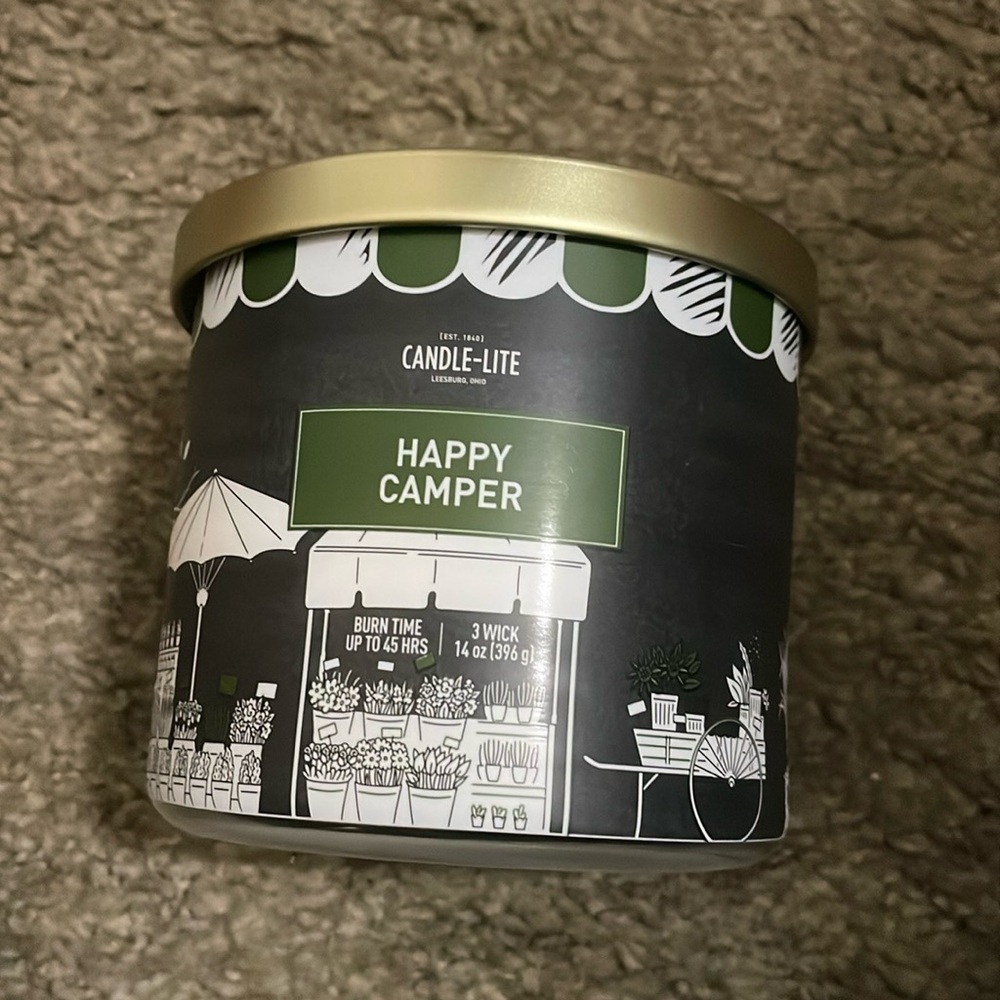 [EST. 1840]
CANDLE-LITE
LEESBURG, OHIO
HAPPY
CAMPER
BURN TIME
UP TO 45 HRS
3 WICK
14 oz (396 g)